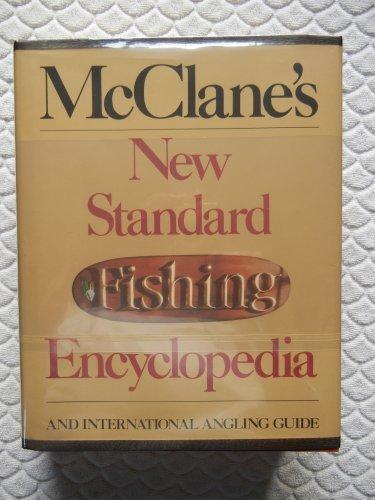 McClane's
New
Standard
Fishing
Encyclopedia
AND INTERNATIONAL ANGLING GUIDE